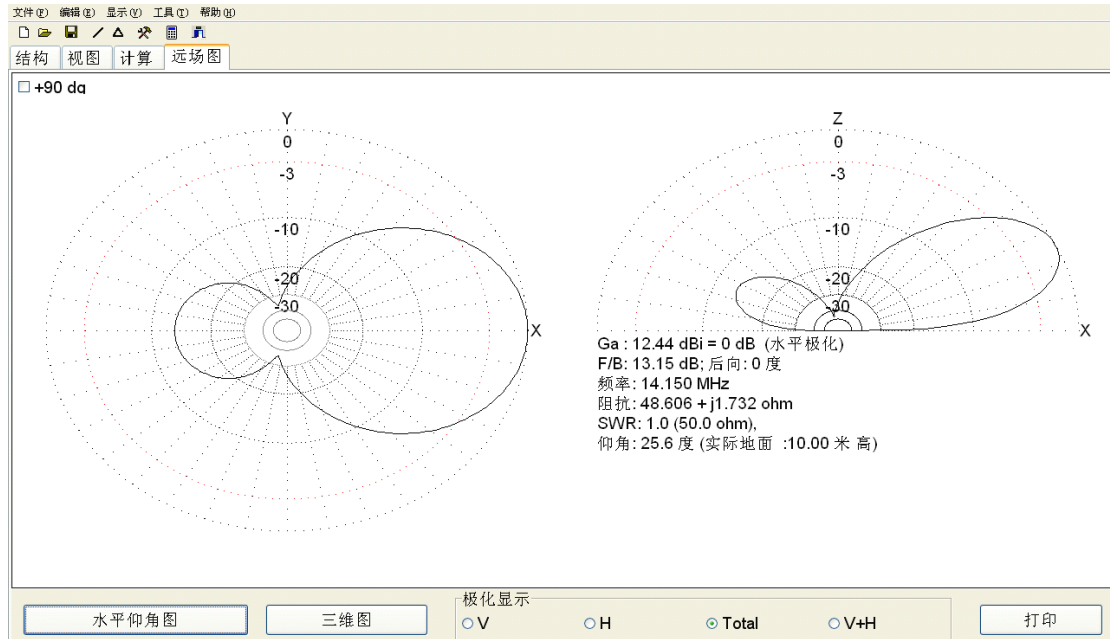 文件(F) 编辑(E) 显示(V) 工具(T) 帮助(H)
结构 视图 计算 远场图
+90 dg
Y
0
-3
-10
-20
-30
X
Z
0
-3
-10
-20
-30
X
Ga : 12.44 dBi = 0 dB (水平极化)
F/B: 13.15 dB; 后向: 0 度
频率: 14.150 MHz
阻抗: 48.606 + j1.732 ohm
SWR: 1.0 (50.0 ohm),
仰角: 25.6 度 (实际地面 :10.00 米 高)
水平仰角图 三维图
极化显示
V H Total V+H
打印